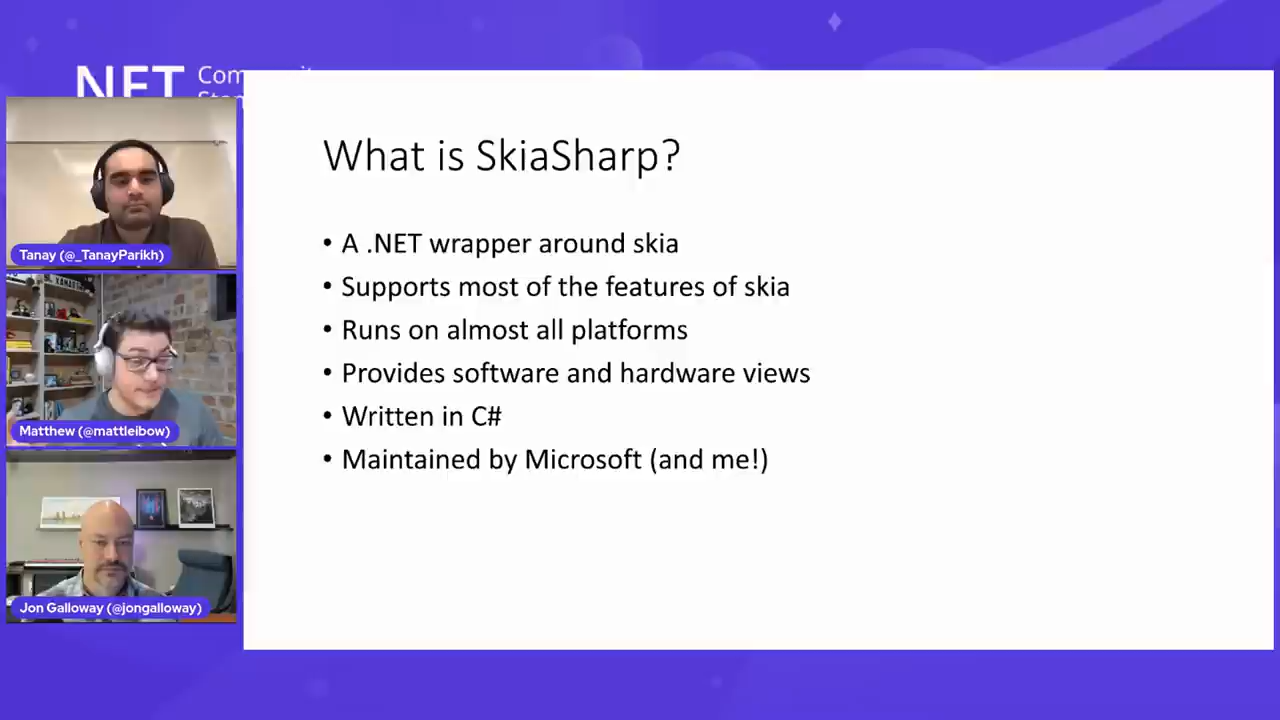 .NET
What is SkiaSharp?
• A .NET wrapper around skia
• Supports most of the features of skia
• Runs on almost all platforms
• Provides software and hardware views
• Written in C#
• Maintained by Microsoft (and me!)
Tanay (@_TanayParikh)
Matthew (@mattleibow)
Jon Galloway (@jongalloway)